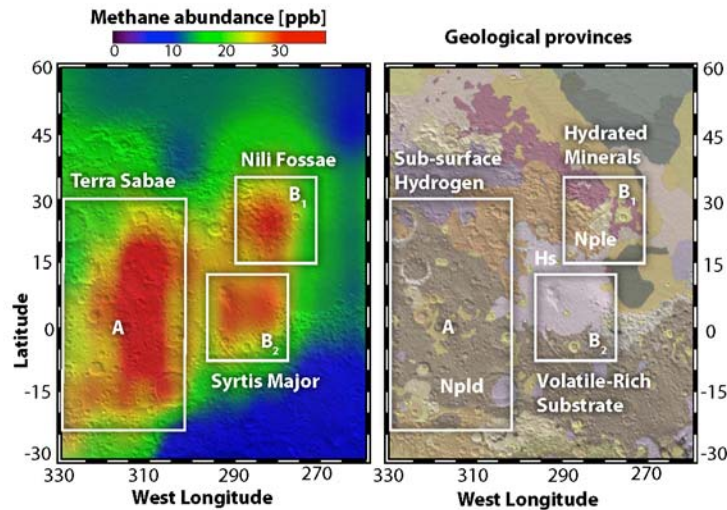 Methane abundance [ppb]
0 10 20 30
Geological provinces
60
45
30
15
0
-15
-30
Latitude
330 310 290 270
West Longitude
Terra Sabae
Nili Fossae
B1
A
B2
Syrtis Major
Sub-surface
Hydrogen
Hydrated
Minerals
B1
Nple
Hs
A
B2
Npld
Volatile-Rich
Substrate
60
45
30
15
0
-15
-30
330 310 290 270
West Longitude